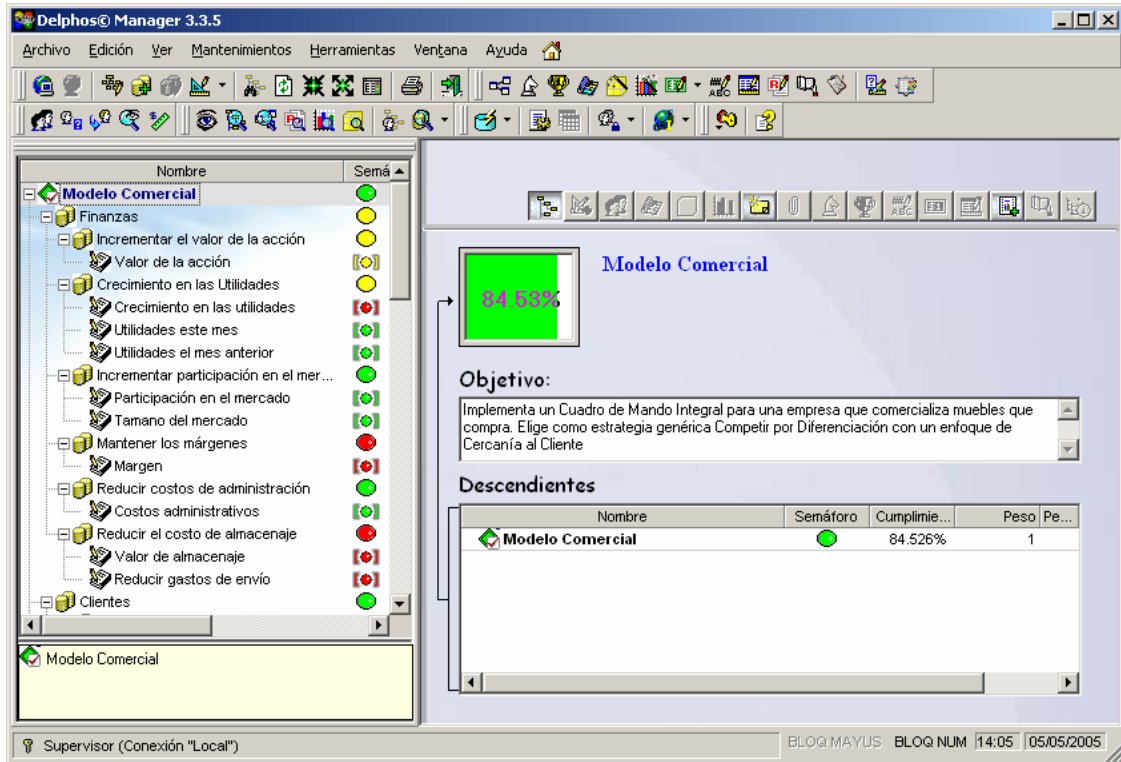 Delphos© Manager 3.3.5
Archivo Edición Ver Mantenimientos Herramientas Ventana Ayuda
Nombre Semá
Modelo Comercial
Finanzas
Incrementar el valor de la acción
Valor de la acción
Crecimiento en las Utilidades
Crecimiento en las utilidades
Utilidades este mes
Utilidades el mes anterior
Incrementar participación en el mer...
Participación en el mercado
Tamano del mercado
Mantener los márgenes
Margen
Reducir costos de administración
Costos administrativos
Reducir el costo de almacenaje
Valor de almacenaje
Reducir gastos de envío
Clientes
Modelo Comercial
84.53%
Modelo Comercial
Objetivo:
Implementa un Cuadro de Mando Integral para una empresa que comercializa muebles que
compra. Elige como estrategia genérica Competir por Diferenciación con un enfoque de
Cercanía al Cliente
Descendientes
Nombre Semáforo Cumplimie... Peso Pe...
Modelo Comercial 84.526% 1
Supervisor (Conexión "Local") BLOQ MAYUS BLOQ NUM 14:05 05/05/2005